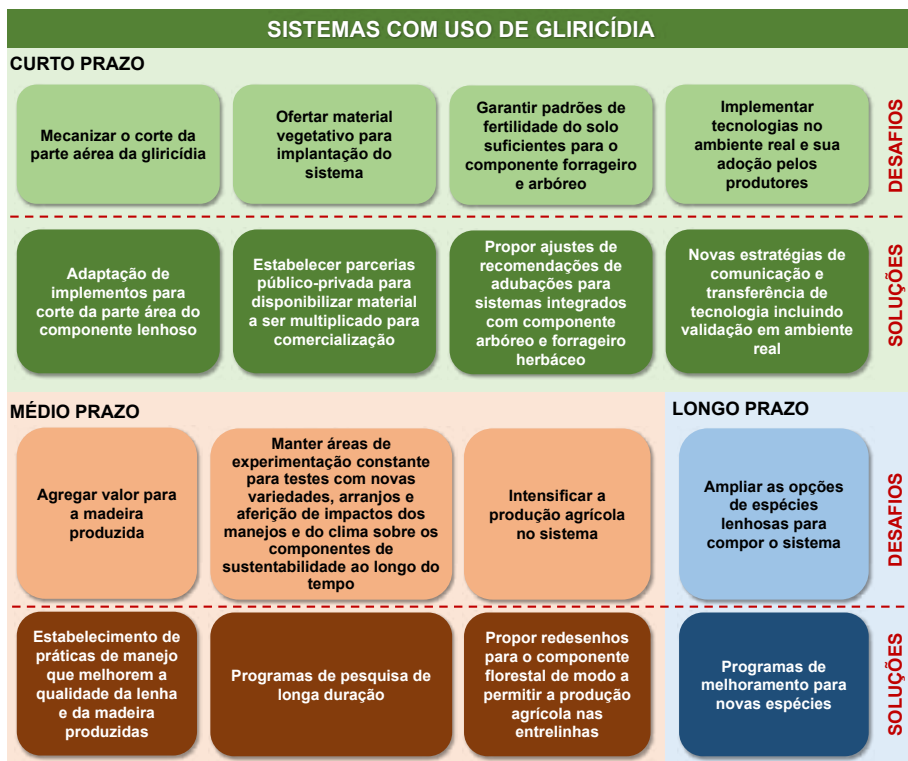 SISTEMAS COM USO DE GLIRICÍDIA
CURTO PRAZO
Mecanizar o corte da
parte aérea da gliricídia
Ofertar material
vegetativo para
implantação do
sistema
Garantir padrões de
fertilidade do solo
suficientes para o
componente forrageiro
e arbóreo
Implementar
tecnologias no
ambiente real e sua
adoção pelos
produtores
DESAFIOS
Adaptação de
implementos para
corte da parte área do
componente lenhoso
Estabelecer parcerias
público-privada para
disponibilizar material
a ser multiplicado para
comercialização
Propor ajustes de
recomendações de
adubações para
sistemas integrados
com componente
arbóreo e forrageiro
herbáceo
Novas estratégias de
comunicação e
transferência de
tecnologia incluindo
validação em ambiente
real
SOLUÇÕES
MÉDIO PRAZO
Agregar valor para
a madeira
produzida
Manter áreas de
experimentação constante
para testes com novas
variedades, arranjos e
aferição de impactos dos
manejos e do clima sobre os
componentes de
sustentabilidade ao longo do
tempo
Intensificar a
produção agrícola
no sistema
LONGO PRAZO
Ampliar as opções
de espécies
lenhosas para
compor o sistema
DESAFIOS
Estabelecimento de
práticas de manejo
que melhorem a
qualidade da lenha
e da madeira
produzidas
Programas de pesquisa de
longa duração
Propor redesenhos
para o componente
florestal de modo a
permitir a produção
agrícola nas
entrelinhas
Programas de
melhoramento para
novas espécies
SOLUÇÕES